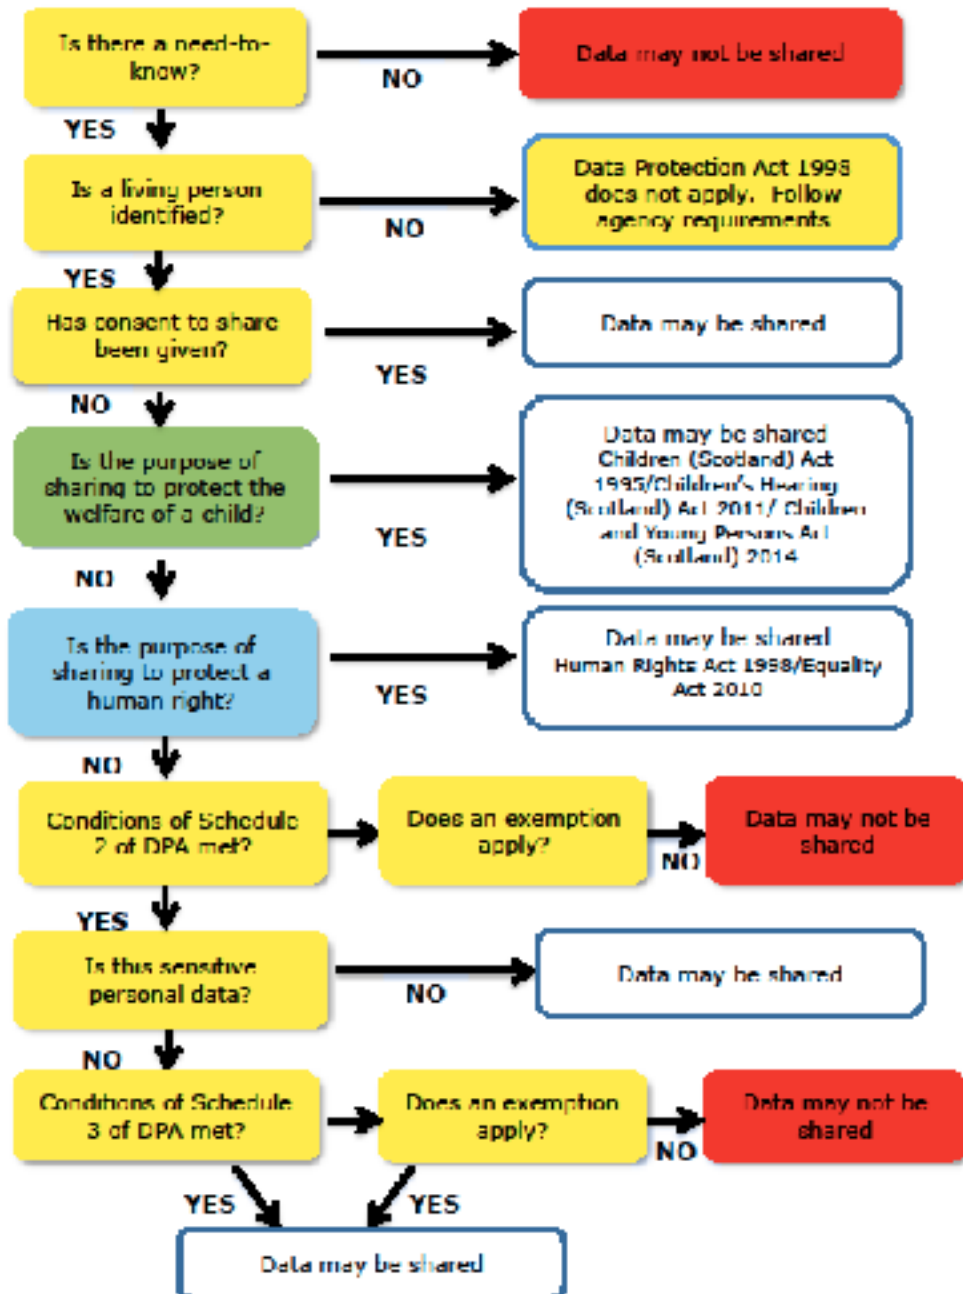 Is there a need-to-
know?
NO
Data may not be shared
YES
Is a living person
identified?
NO
Data Protection Act 1998
does not apply. Follow
agency requirements
YES
Has consent to share
been given?
YES
Data may be shared
NO
Is the purpose of
sharing to protect the
welfare of a child?
YES
Data may be shared
Children (Scotland) Act
1995/Children's Hearing
(Scotland) Act 2011/ Children
and Young Persons Act
(Scotland) 2014
NO
Is the purpose of
sharing to protect a
human right?
YES
Data may be shared
Human Rights Act 1998/Equality
Act 2010
NO
Conditions of Schedule
2 of DPA met?
Does an exemption
apply?
NO
Data may not be
shared
YES
Is this sensitive
personal data?
NO
Data may be shared
NO
Conditions of Schedule
3 of DPA met?
Does an exemption
apply?
NO
Data may not be
shared
YES
YES
Data may be shared